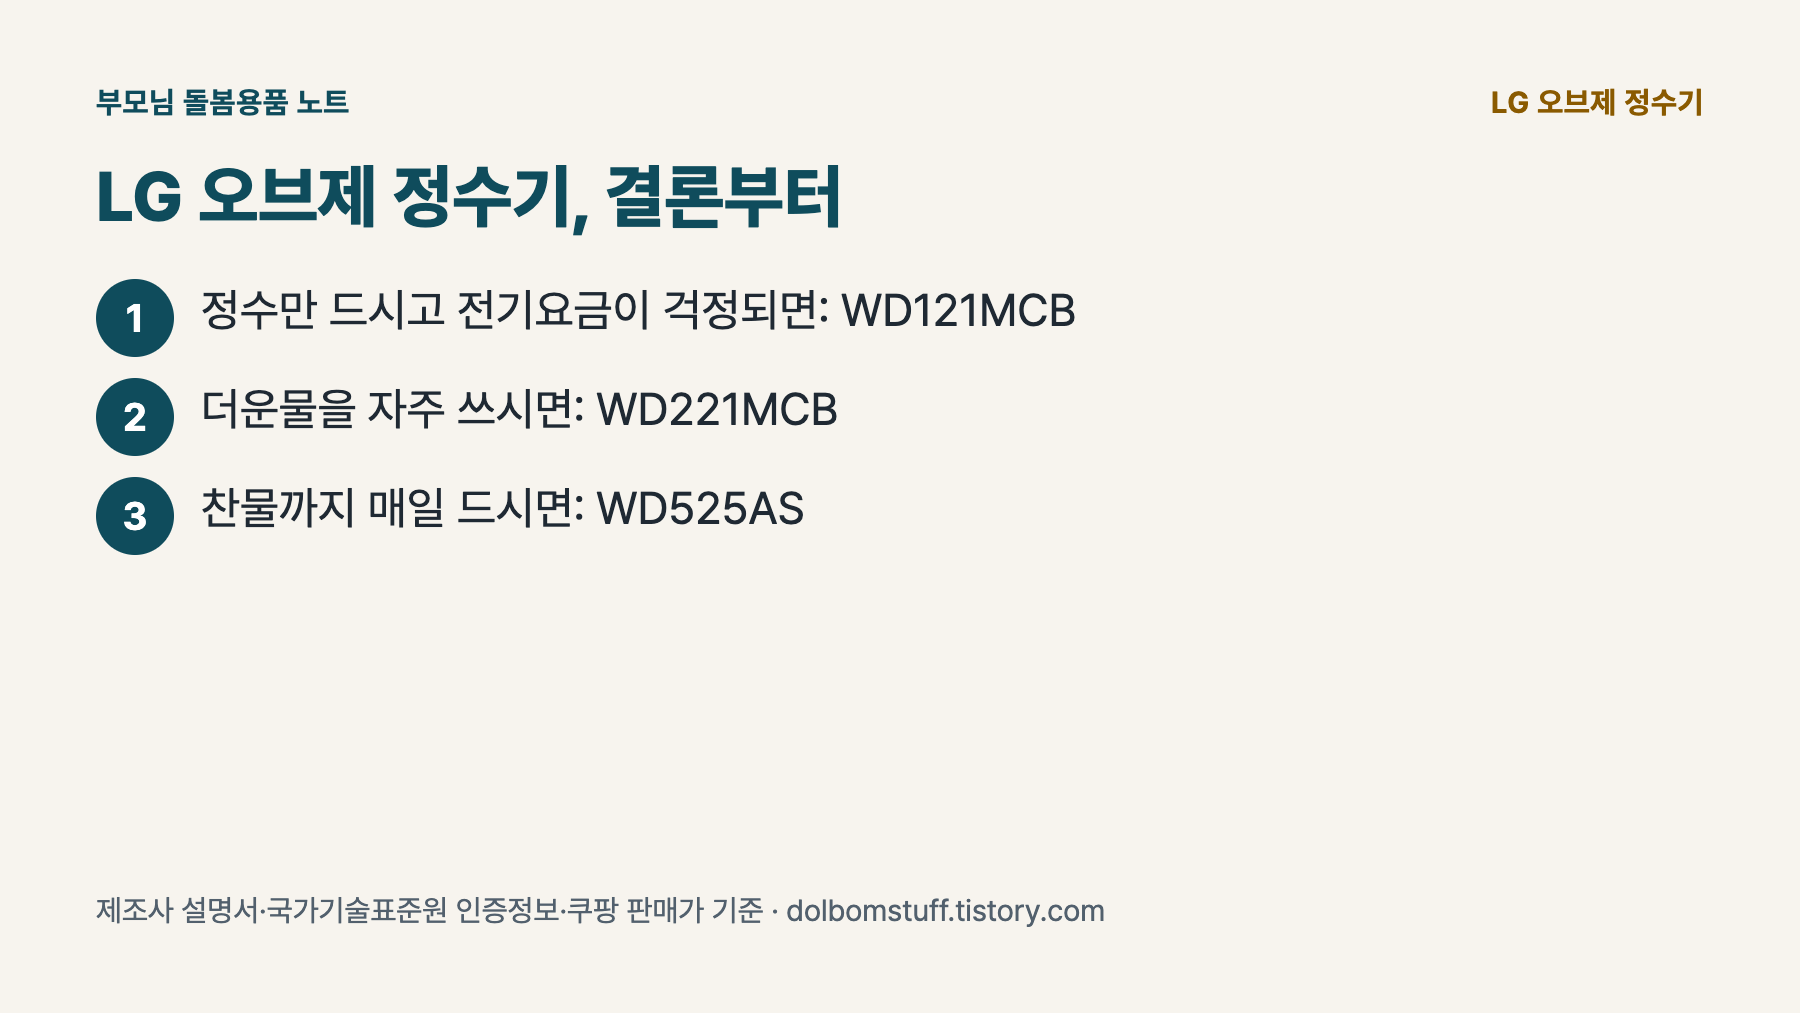 부모님 돌봄용품 노트
LG 오브제 정수기
LG 오브제 정수기, 결론부터
1 정수만 드시고 전기요금이 걱정되면: WD121MCB
2 더운물을 자주 쓰시면: WD221MCB
3 찬물까지 매일 드시면: WD525AS
제조사 설명서·국가기술표준원 인증정보·쿠팡 판매가 기준 · dolbomstuff.tistory.com